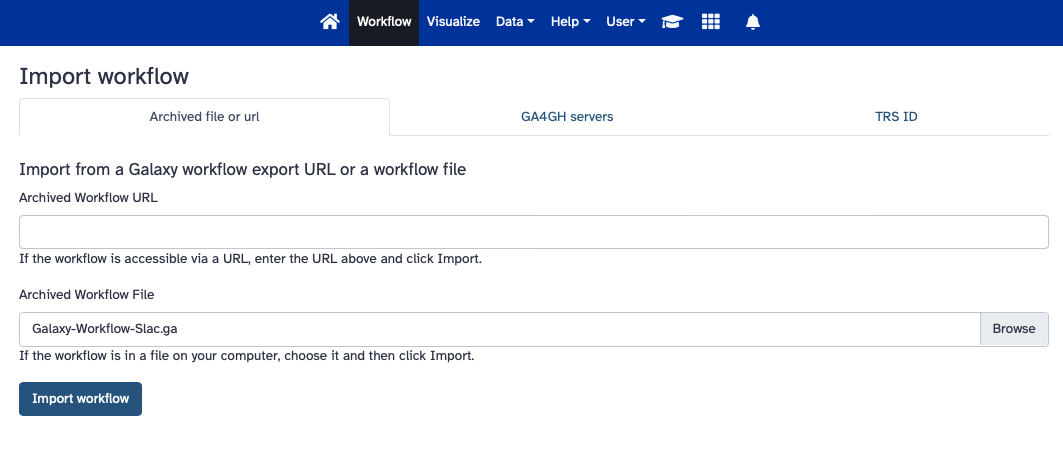 Workflow Visualize Data Help User
Import workflow
Archived file or url GA4GH servers TRS ID
Import from a Galaxy workflow export URL or a workflow file
Archived Workflow URL
If the workflow is accessible via a URL, enter the URL above and click Import.
Archived Workflow File
Galaxy-Workflow-Slac.ga Browse
If the workflow is in a file on your computer, choose it and then click Import.
Import workflow